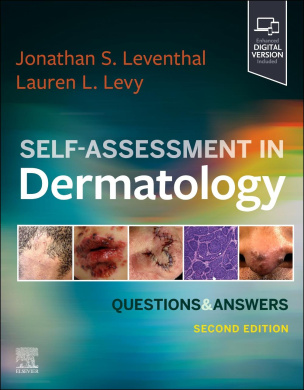 Jonathan S. Leventhal
Lauren L. Levy
Enhanced
DIGITAL
VERSION
Included
SELF-ASSESSMENT IN
Dermatology
QUESTIONS&ANSWERS
SECOND EDITION
ELSEVIER